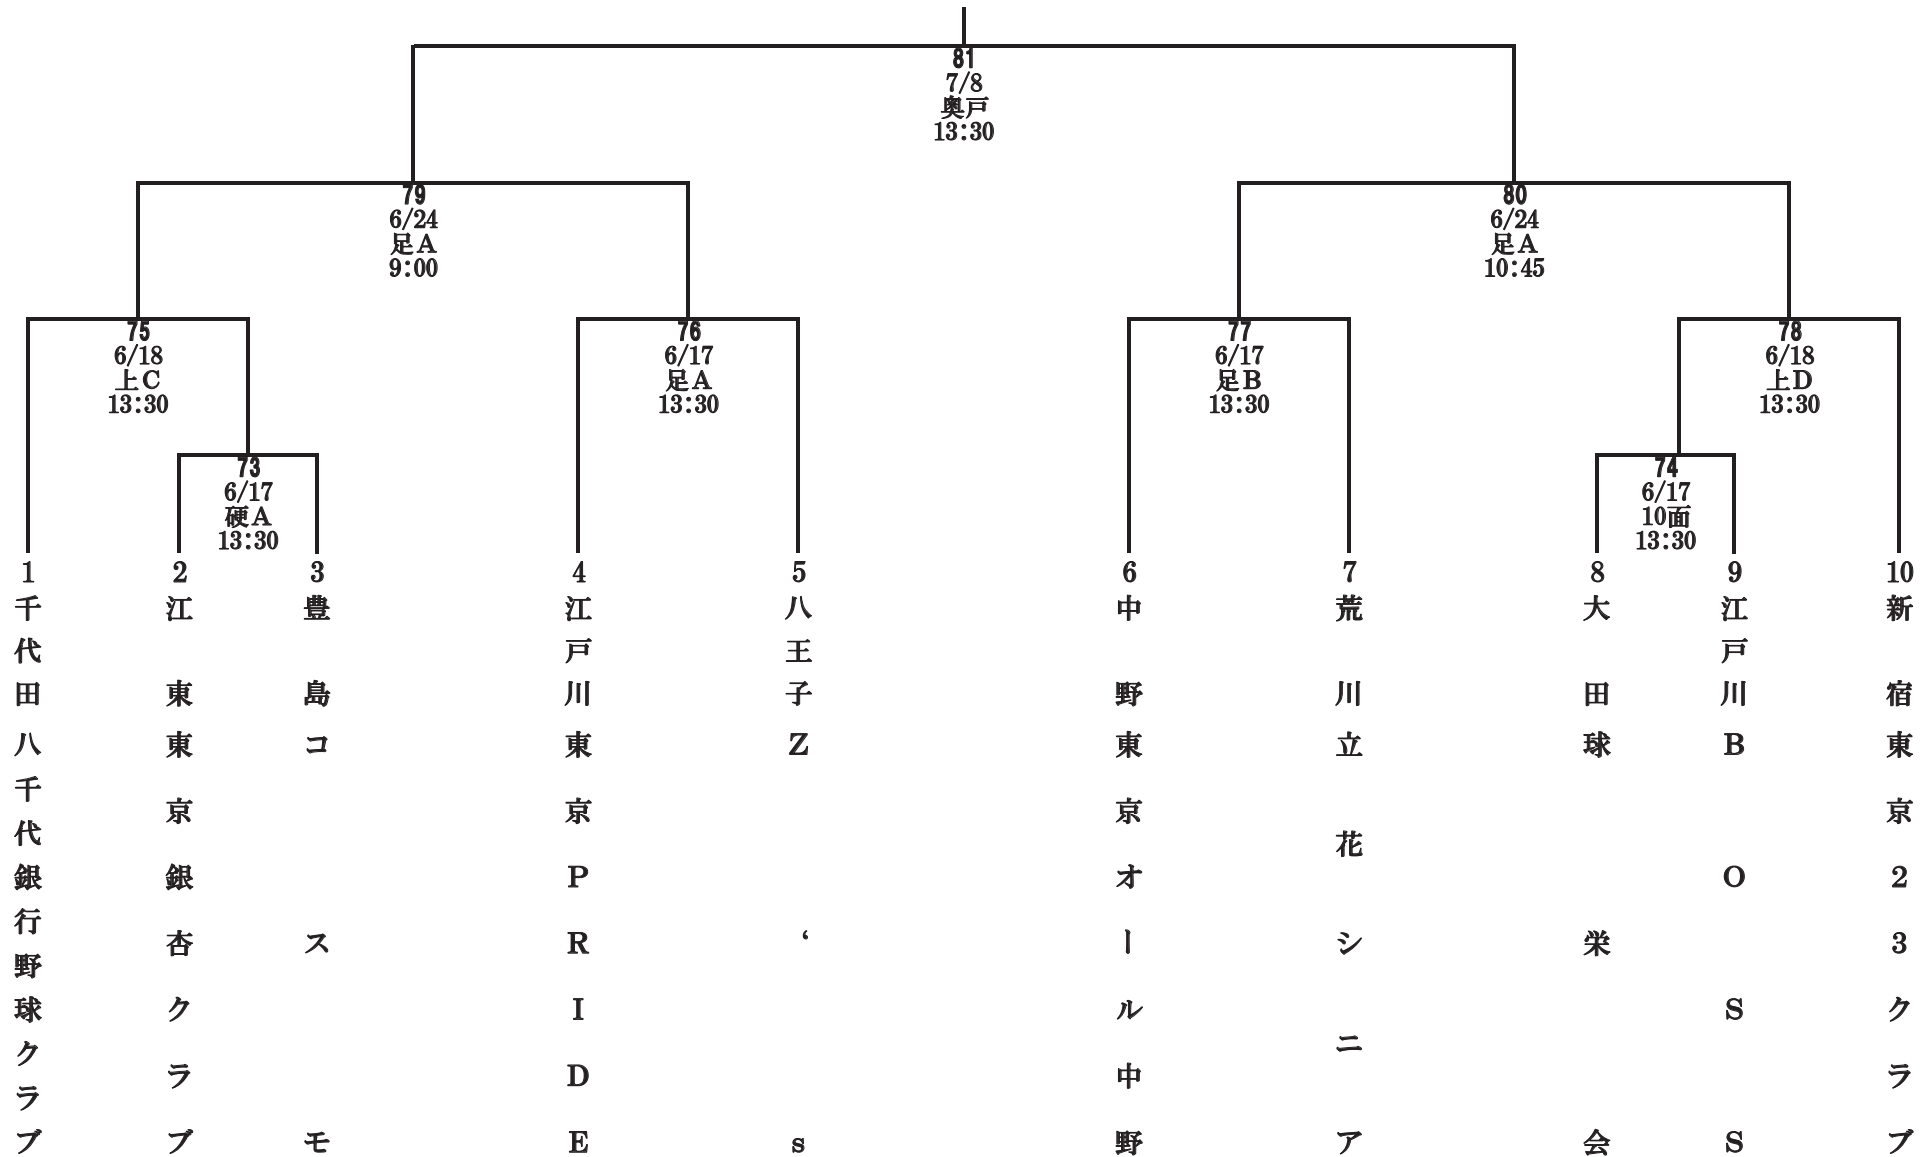 81
7/8
奥戸
13:30
79
6/24
足A
9:00
80
6/24
足A
10:45
75
6/18
上C
13:30
76
6/17
足A
13:30
77
6/17
足B
13:30
78
6/18
上D
13:30
73
6/17
硬A
13:30
74
6/17
10面
13:30
1
千代田
八千代銀行野球クラブ
2
江東
東京銀杏クラブ
3
豊島
コスモ
4
江戸川
東京PRIDE
5
八王子
Z‘s
6
中野
東京オール中野
7
荒川
立花シニア
8
大田
球栄会
9
江戸川
BOSS
10
新宿
東京23クラブ